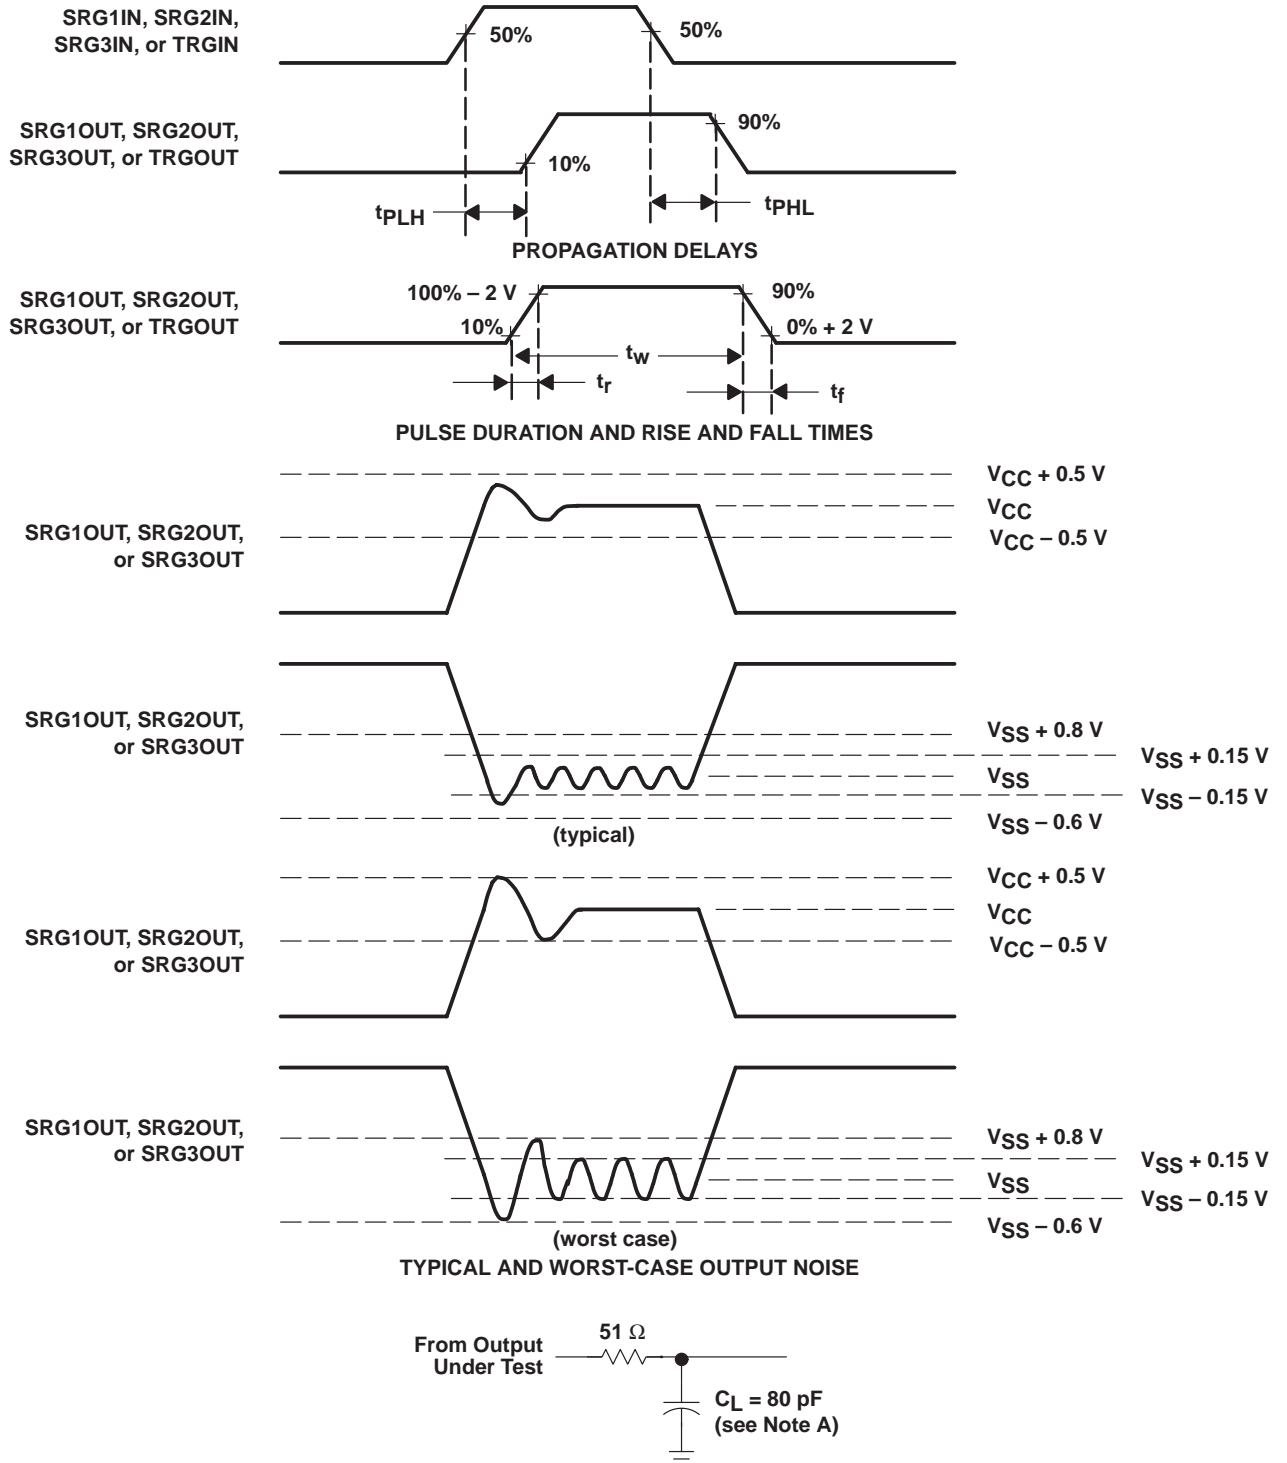 SRG1IN, SRG2IN,
SRG3IN, or TRGIN
50%
50%
SRG1OUT, SRG2OUT,
SRG3OUT, or TRGOUT
90%
10%
tPLH
tPHL
PROPAGATION DELAYS
SRG1OUT, SRG2OUT,
SRG3OUT, or TRGOUT
100% – 2 V
90%
10%
0% + 2 V
tw
tr
tf
PULSE DURATION AND RISE AND FALL TIMES
VCC + 0.5 V
VCC
VCC – 0.5 V
SRG1OUT, SRG2OUT,
or SRG3OUT
SRG1OUT, SRG2OUT,
or SRG3OUT
VSS + 0.8 V
VSS + 0.15 V
VSS
VSS – 0.15 V
VSS – 0.6 V
(typical)
VCC + 0.5 V
VCC
VCC – 0.5 V
SRG1OUT, SRG2OUT,
or SRG3OUT
SRG1OUT, SRG2OUT,
or SRG3OUT
VSS + 0.8 V
VSS + 0.15 V
VSS
VSS – 0.15 V
VSS – 0.6 V
(worst case)
TYPICAL AND WORST-CASE OUTPUT NOISE
From Output
Under Test
51 Ω
CL = 80 pF
(see Note A)